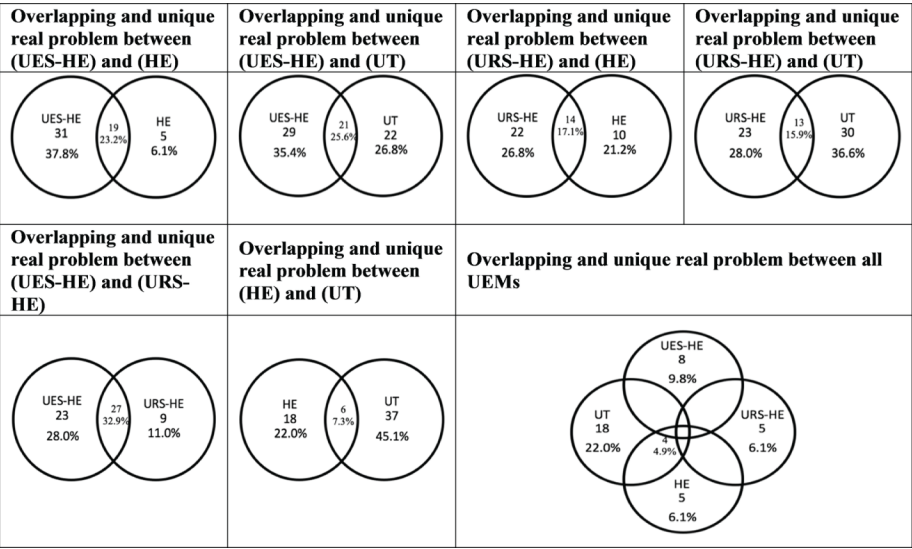 Overlapping and unique
real problem between
(UES-HE) and (HE)
Overlapping and unique
real problem between
(UES-HE) and (UT)
Overlapping and unique
real problem between
(URS-HE) and (HE)
Overlapping and unique
real problem between
(URS-HE) and (UT)
UES-HE
31
37.8%
19
23.2%
HE
5
6.1%
UES-HE
29
35.4%
21
25.6%
UT
22
26.8%
URS-HE
22
26.8%
14
17.1%
HE
10
21.2%
URS-HE
23
28.0%
13
15.9%
UT
30
36.6%
Overlapping and unique
real problem between
(UES-HE) and (URS-
HE)
Overlapping and unique
real problem between
(HE) and (UT)
Overlapping and unique real problem between all
UEMs
UES-HE
23
28.0%
27
32.9%
URS-HE
9
11.0%
HE
18
22.0%
6
7.3%
UT
37
45.1%
UES-HE
8
9.8%
UT
18
22.0%
URS-HE
5
6.1%
4
4.9%
HE
5
6.1%